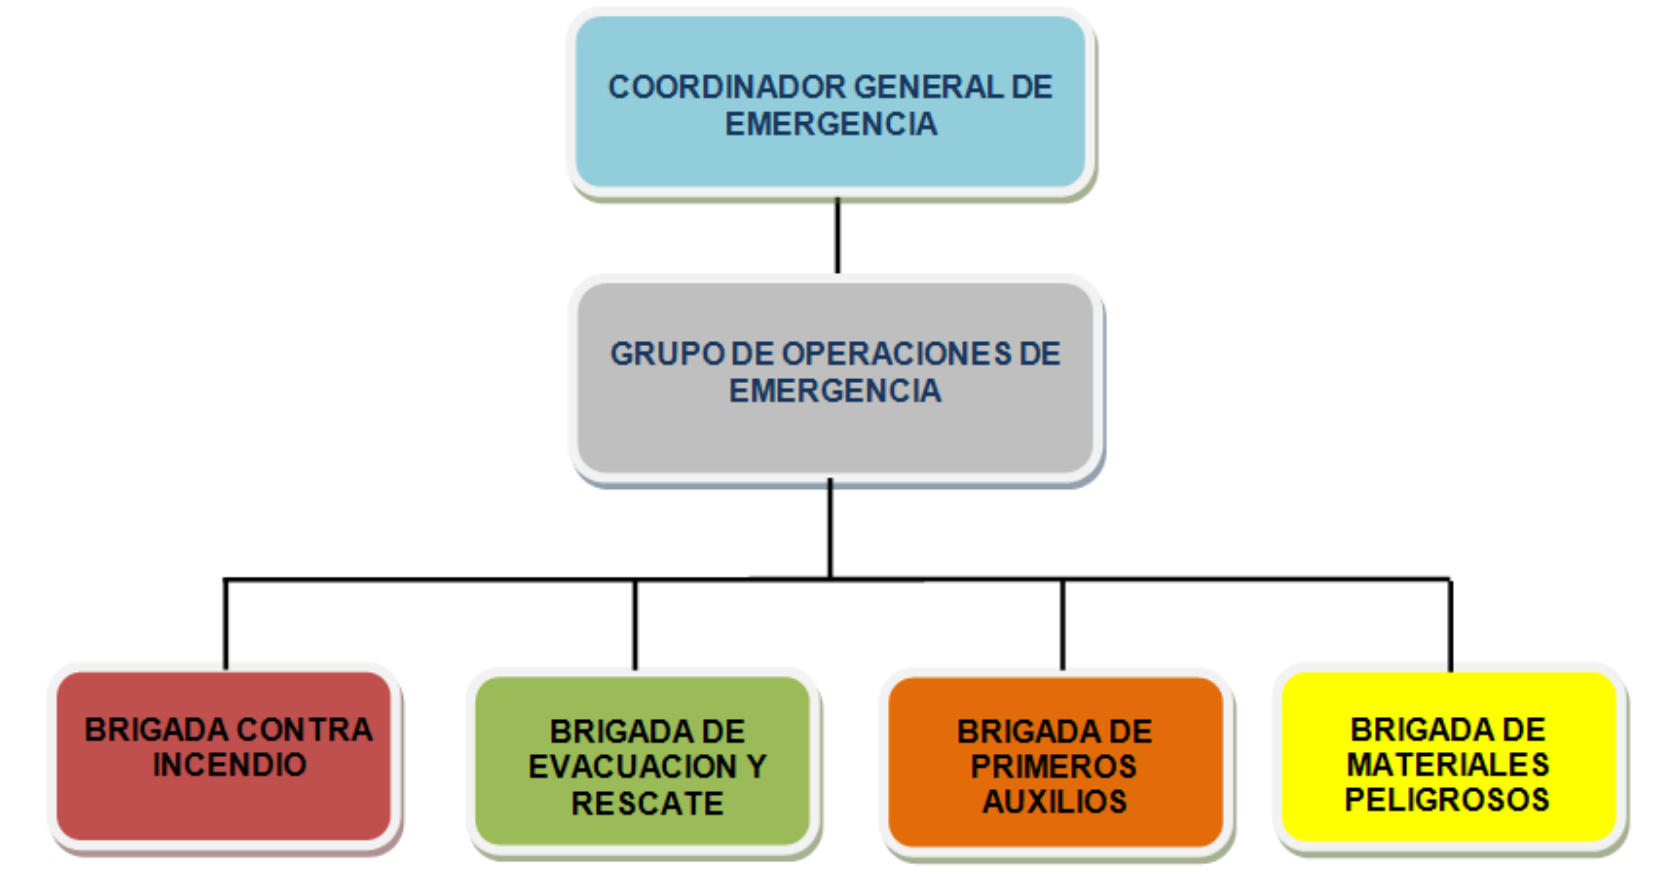 COORDINADOR GENERAL DE
EMERGENCIA
GRUPO DE OPERACIONES DE
EMERGENCIA
BRIGADA CONTRA
INCENDIO
BRIGADA DE
EVACUACION Y
RESCATE
BRIGADA DE
PRIMEROS
AUXILIOS
BRIGADA DE
MATERIALES
PELIGROSOS